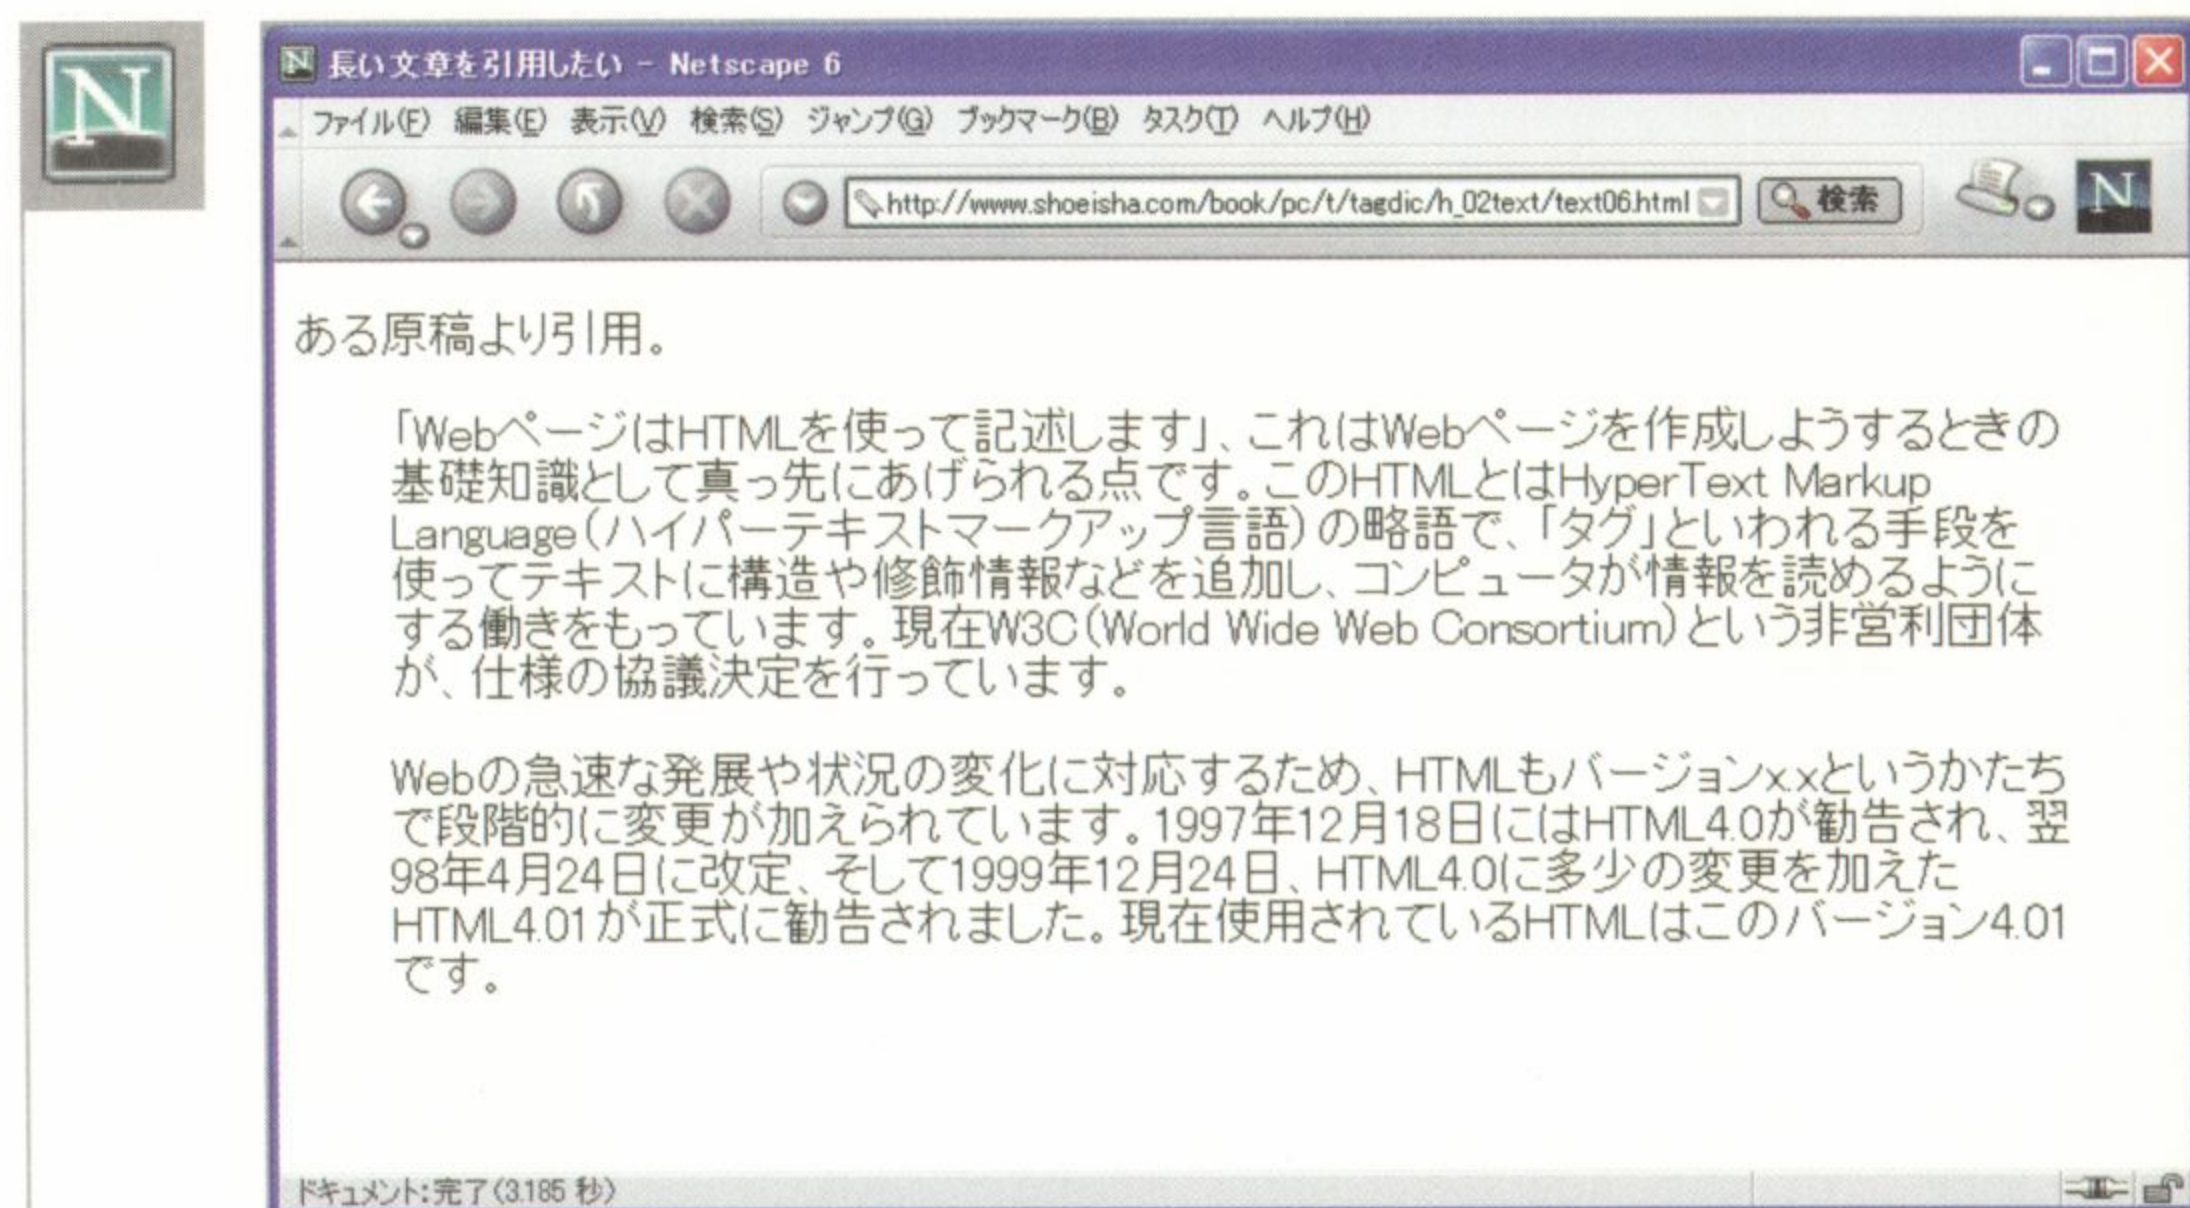 N
長い文章を引用したい - Netscape 6
ファイル(F) 編集(E) 表示(V) 検索(S) ジャンプ(G) ブックマーク(B) タスク(T) ヘルプ(H)
http://www.shoeisha.com/book/pc/t/tagdic/h_02text/text06.html 検索 N
ある原稿より引用。
「WebページはHTMLを使って記述します」、これはWebページを作成しようするときの
基礎知識として真っ先にあげられる点です。このHTMLとはHyperText Markup
Language(ハイパーテキストマークアップ言語)の略語で、「タグ」といわれる手段を
使ってテキストに構造や修飾情報などを追加し、コンピュータが情報を読めるように
する働きをもっています。現在W3C(World Wide Web Consortium)という非営利団体
が、仕様の協議決定を行っています。
Webの急速な発展や状況の変化に対応するため、HTMLもバージョンx.xというかたち
で段階的に変更が加えられています。1997年12月18日にはHTML4.0が勧告され、翌
98年4月24日に改定、そして1999年12月24日、HTML4.0に多少の変更を加えた
HTML4.01が正式に勧告されました。現在使用されているHTMLはこのバージョン4.01
です。
ドキュメント:完了(3.185 秒)